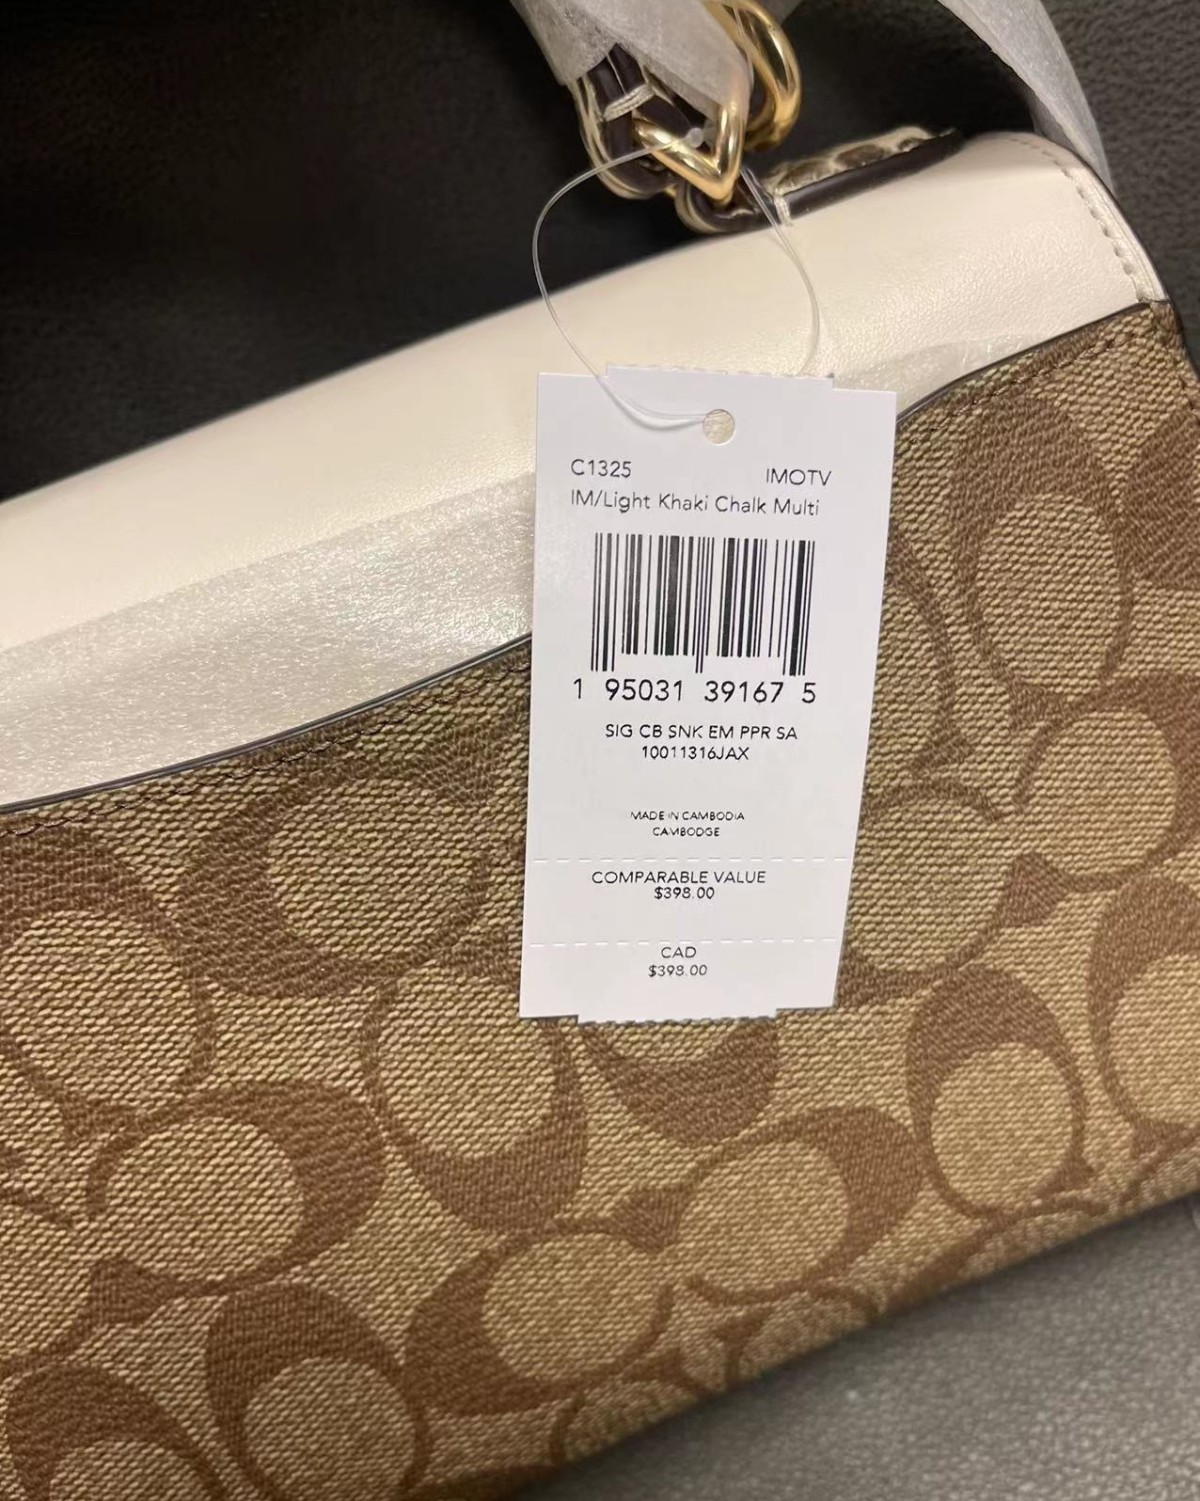 C1325 IMOTV
IM/Light Khaki Chalk Multi
1 95031 39167 5
SIG CB SNK EM PPR SA
10011316JAX
MADE IN CAMBODIA
CAMBODGE
COMPARABLE VALUE
$398.00
CAD
$398.00